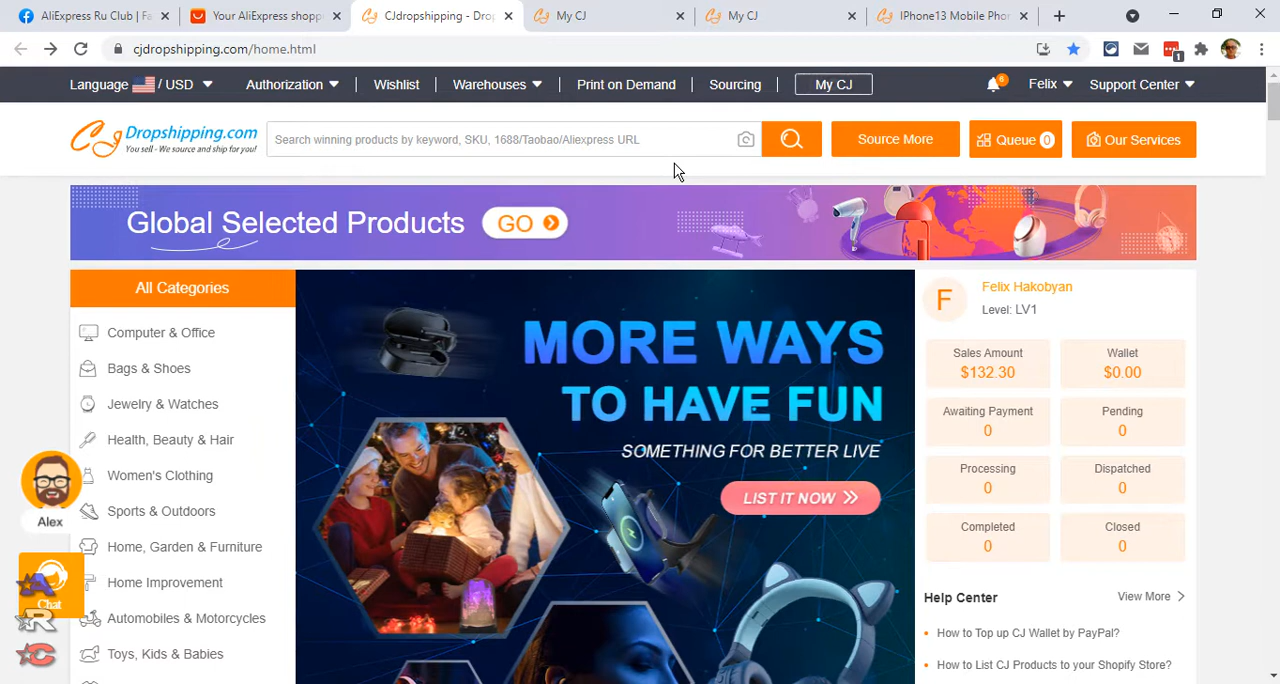 AliExpress Ru Club | Fa
Your AliExpress shopp
CJdropshipping - Drop
My CJ
My CJ
IPhone13 Mobile Phon
cjdropshipping.com/home.html
1
Language / USD
Authorization
Wishlist
Warehouses
Print on Demand
Sourcing
My CJ
6
Felix
Support Center
CJ Dropshipping.com
You sell - We source and ship for you!
Search winning products by keyword, SKU, 1688/Taobao/Aliexpress URL
Source More
Queue 0
Our Services
Global Selected Products
GO
All Categories
Computer & Office
Bags & Shoes
Jewelry & Watches
Health, Beauty & Hair
Women's Clothing
Sports & Outdoors
Home, Garden & Furniture
Home Improvement
Automobiles & Motorcycles
Toys, Kids & Babies
Alex
Chat
A
R
C
MORE WAYS
TO HAVE FUN
SOMETHING FOR BETTER LIVE
LIST IT NOW
F
Felix Hakobyan
Level: LV1
Sales Amount
$132.30
Wallet
$0.00
Awaiting Payment
0
Pending
0
Processing
0
Dispatched
0
Completed
0
Closed
0
Help Center
View More
• How to Top up CJ Wallet by PayPal?
• How to List CJ Products to your Shopify Store?